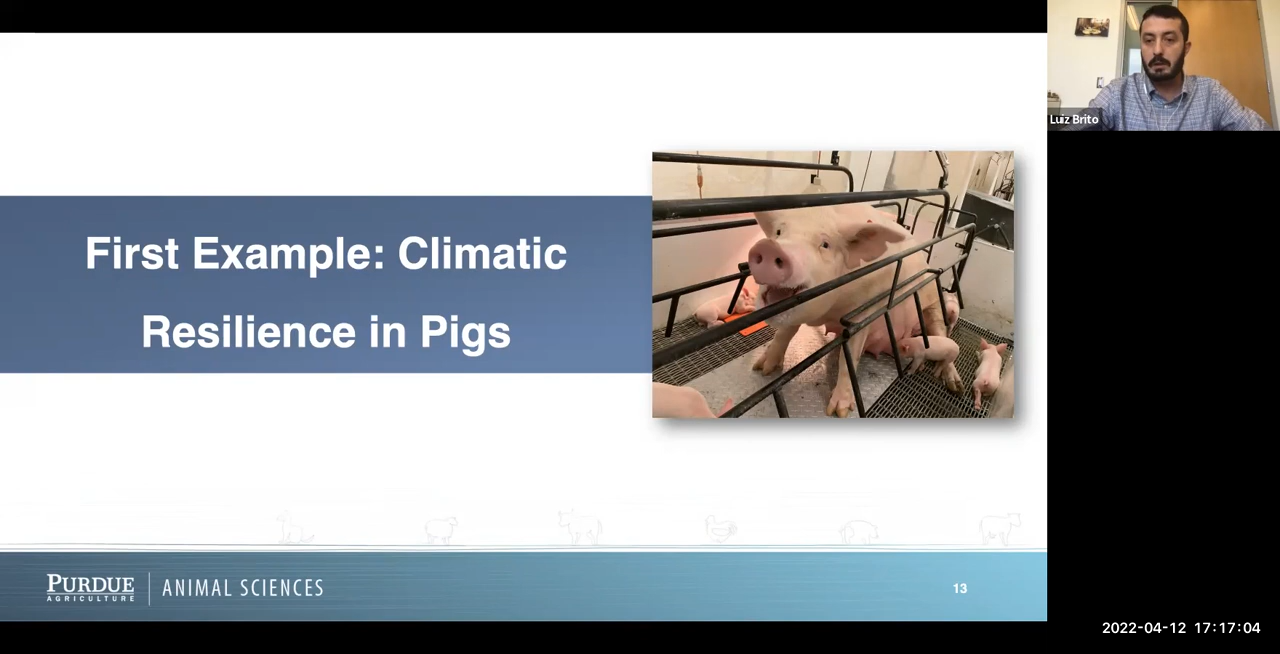 Luiz Brito
First Example: Climatic
Resilience in Pigs
PURDUE
AGRICULTURE
ANIMAL SCIENCES
13
2022-04-12 17:17:04